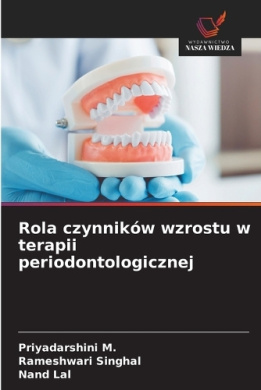 WYDAWNICTWO
NASZA WIEDZA
Rola czynników wzrostu w
terapii
periodontologicznej
Priyadarshini M.
Rameshwari Singhal
Nand Lal